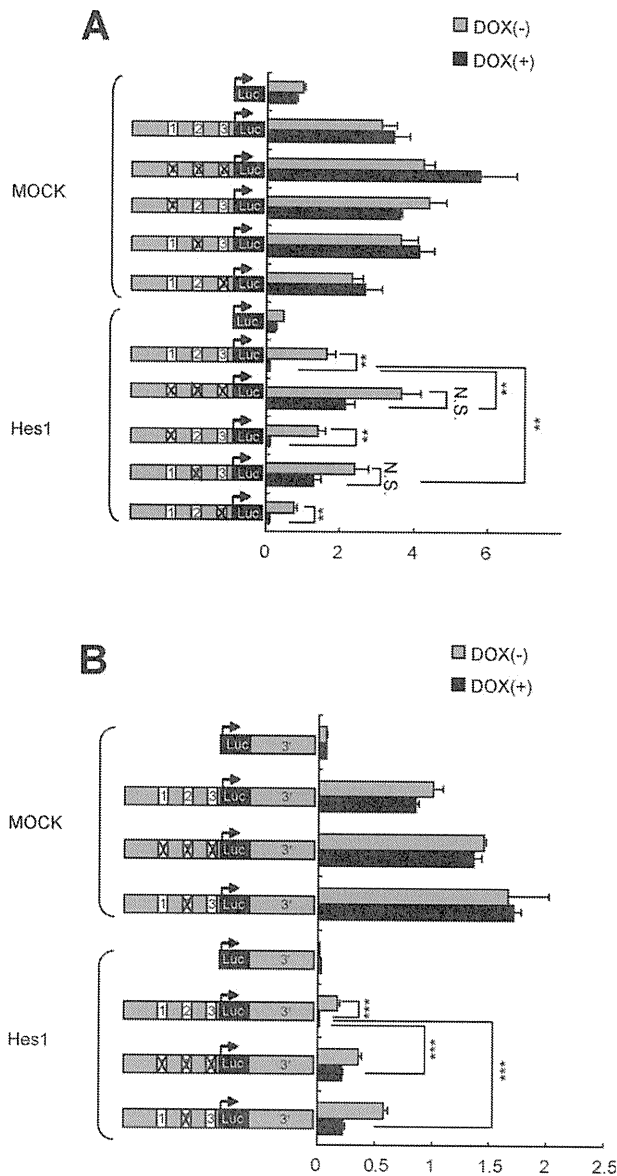 A
DOX(-)
DOX(+)
Luc
1 2 3 Luc
X X X Luc
X 2 3 Luc
1 X 3 Luc
1 2 X Luc
MOCK
Luc
1 2 3 Luc
X X X Luc
X 2 3 Luc
1 X 3 Luc
1 2 X Luc
Hes1
**
N.S.
**
**
**
N.S.
**
0 2 4 6
B
DOX(-)
DOX(+)
Luc 3'
1 2 3 Luc 3'
X X X Luc 3'
1 X 3 Luc 3'
MOCK
Luc 3'
1 2 3 Luc 3'
X X X Luc 3'
1 X 3 Luc 3'
Hes1
***
***
***
0 0.5 1 1.5 2 2.5